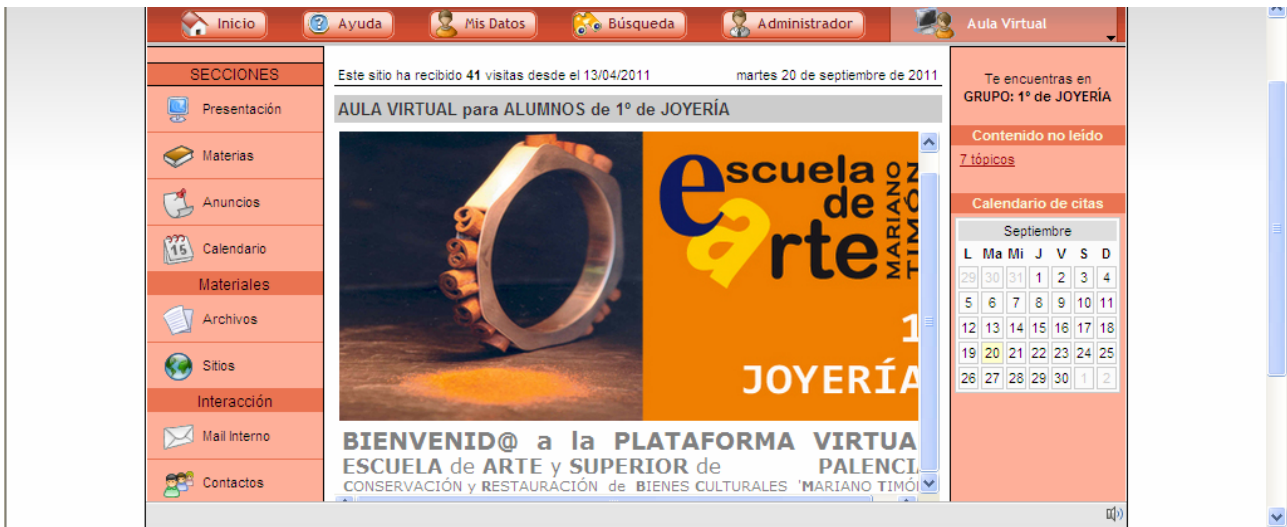 Inicio
Ayuda
Mis Datos
Búsqueda
Administrador
Aula Virtual
SECCIONES
Presentación
Materias
Anuncios
15
Calendario
Materiales
Archivos
Sitios
Interacción
Mail Interno
Contactos
Este sitio ha recibido 41 visitas desde el 13/04/2011
martes 20 de septiembre de 2011
AULA VIRTUAL para ALUMNOS de 1º de JOYERÍA
escuela
de
arte
MARIANO
TIMÓN
1
JOYERÍA
BIENVENID@ a la PLATAFORMA VIRTUA
ESCUELA de ARTE y SUPERIOR de PALENCI
CONSERVACIÓN y RESTAURACIÓN de BIENES CULTURALES 'MARIANO TIMÓ
Te encuentras en
GRUPO: 1º de JOYERÍA
Contenido no leído
7 tópicos
Calendario de citas
Septiembre
L Ma Mi J V S D
29 30 31 1 2 3 4
5 6 7 8 9 10 11
12 13 14 15 16 17 18
19 20 21 22 23 24 25
26 27 28 29 30 1 2